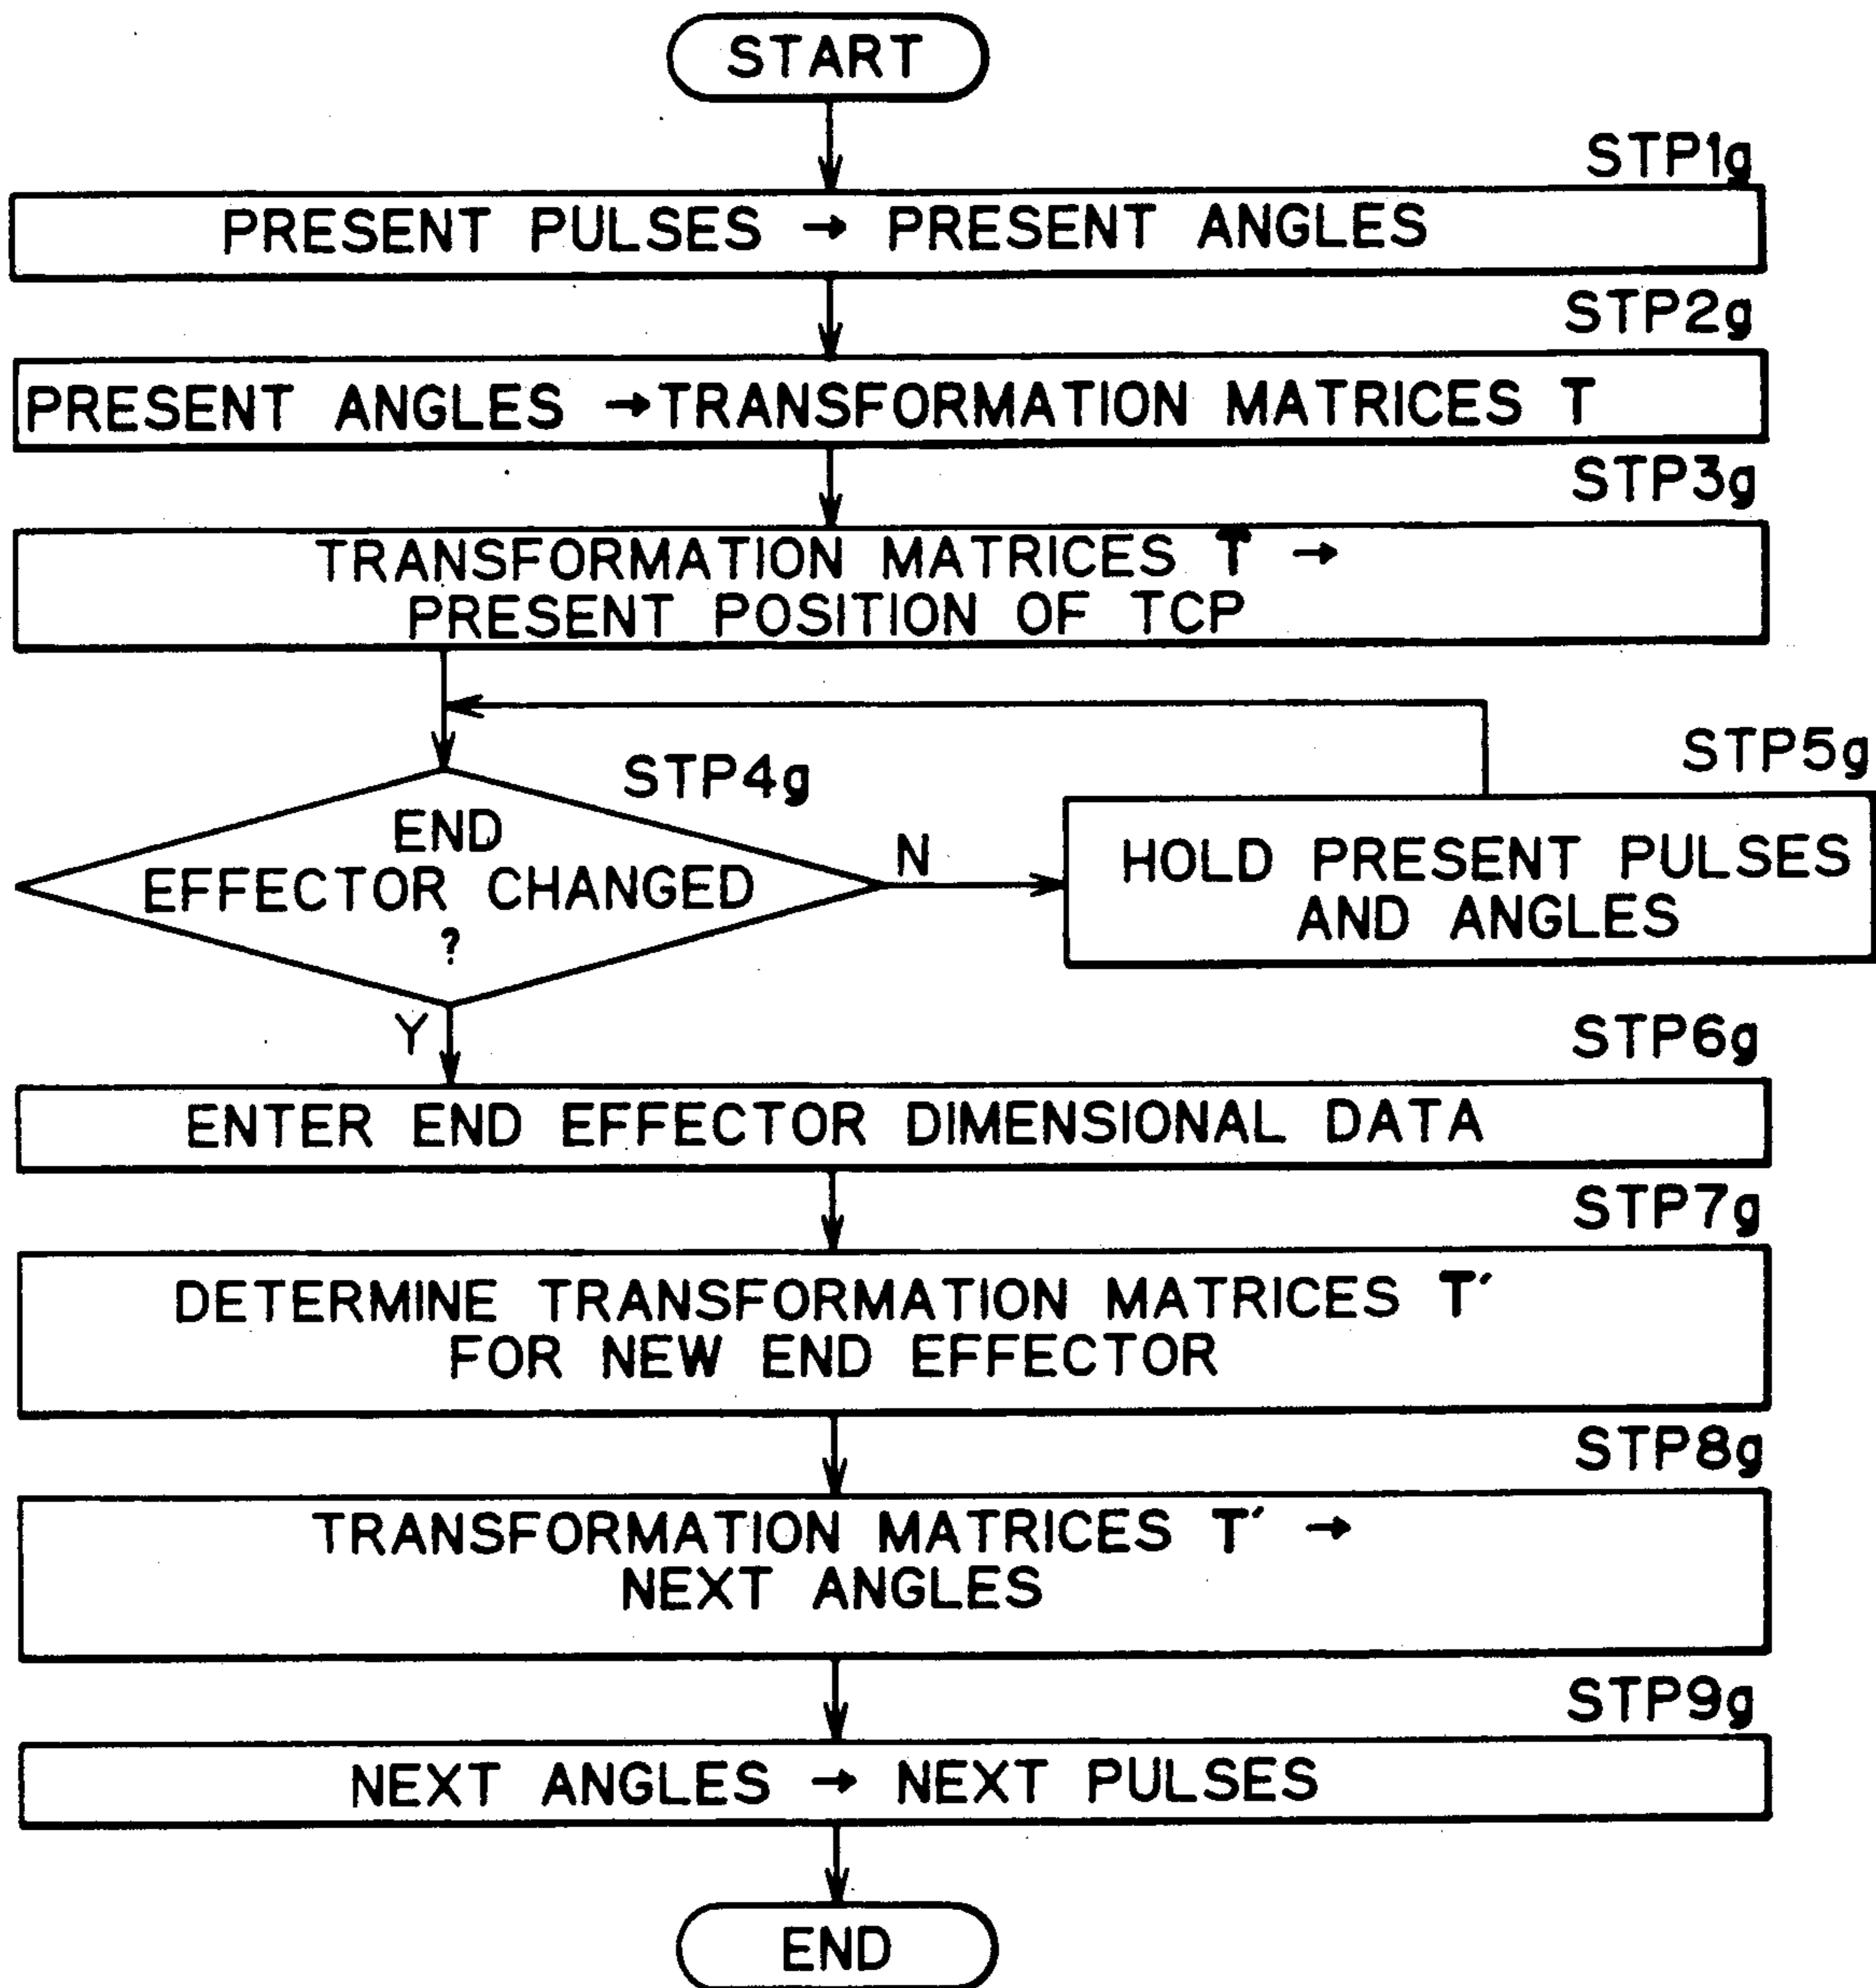 START
STP1g
PRESENT PULSES → PRESENT ANGLES
STP2g
PRESENT ANGLES → TRANSFORMATION MATRICES T
STP3g
TRANSFORMATION MATRICES T →
PRESENT POSITION OF TCP
STP4g
END
EFFECTOR CHANGED
?
N
STP5g
HOLD PRESENT PULSES
AND ANGLES
Y
STP6g
ENTER END EFFECTOR DIMENSIONAL DATA
STP7g
DETERMINE TRANSFORMATION MATRICES T′
FOR NEW END EFFECTOR
STP8g
TRANSFORMATION MATRICES T′ →
NEXT ANGLES
STP9g
NEXT ANGLES → NEXT PULSES
END